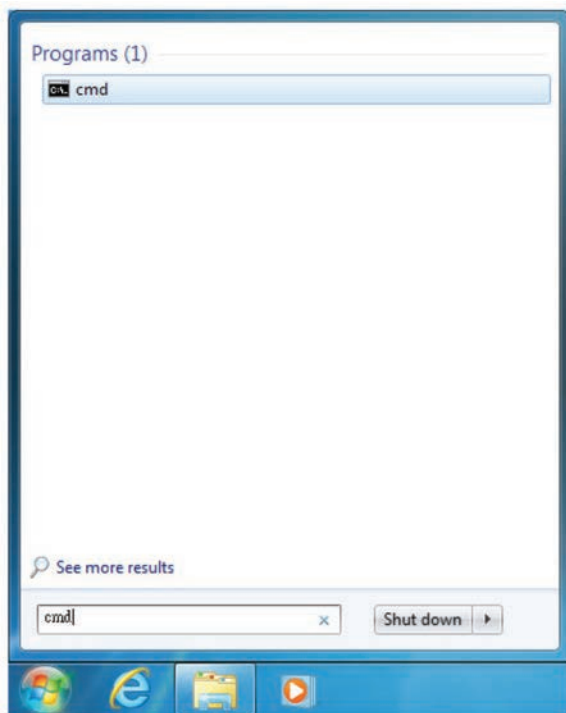 Programs (1)
C:\. cmd
See more results
cmd
Shut down